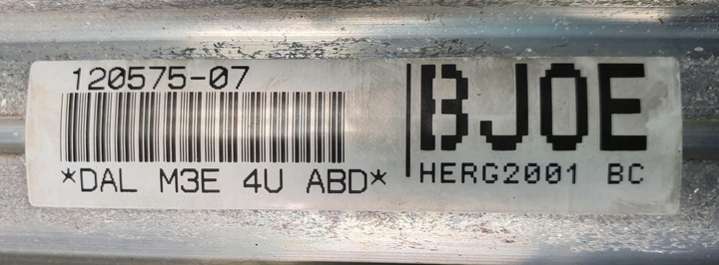 120575-07
*DAL M3E 4U ABD*
BJOE
HERG2001 BC